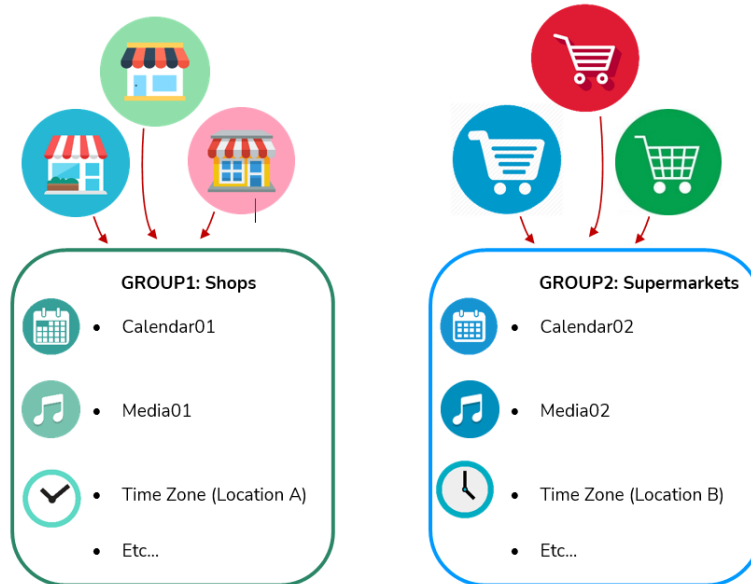 GROUP1: Shops
• Calendar01
• Media01
• Time Zone (Location A)
• Etc...
GROUP2: Supermarkets
• Calendar02
• Media02
• Time Zone (Location B)
• Etc...